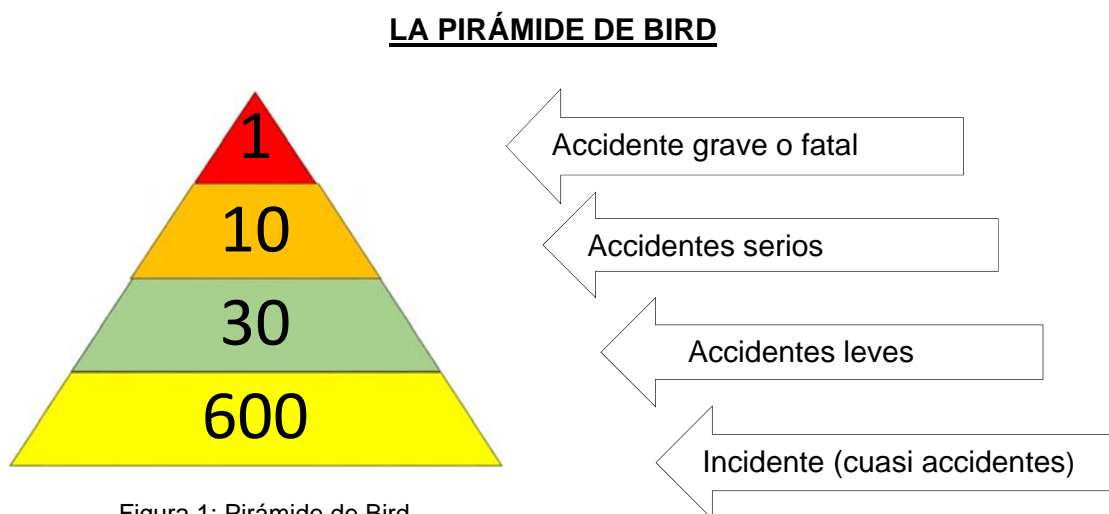 LA PIRÁMIDE DE BIRD
1
Accidente grave o fatal
10
Accidentes serios
30
Accidentes leves
600
Incidente (cuasi accidentes)
Figura 1: Pirámide de Bird